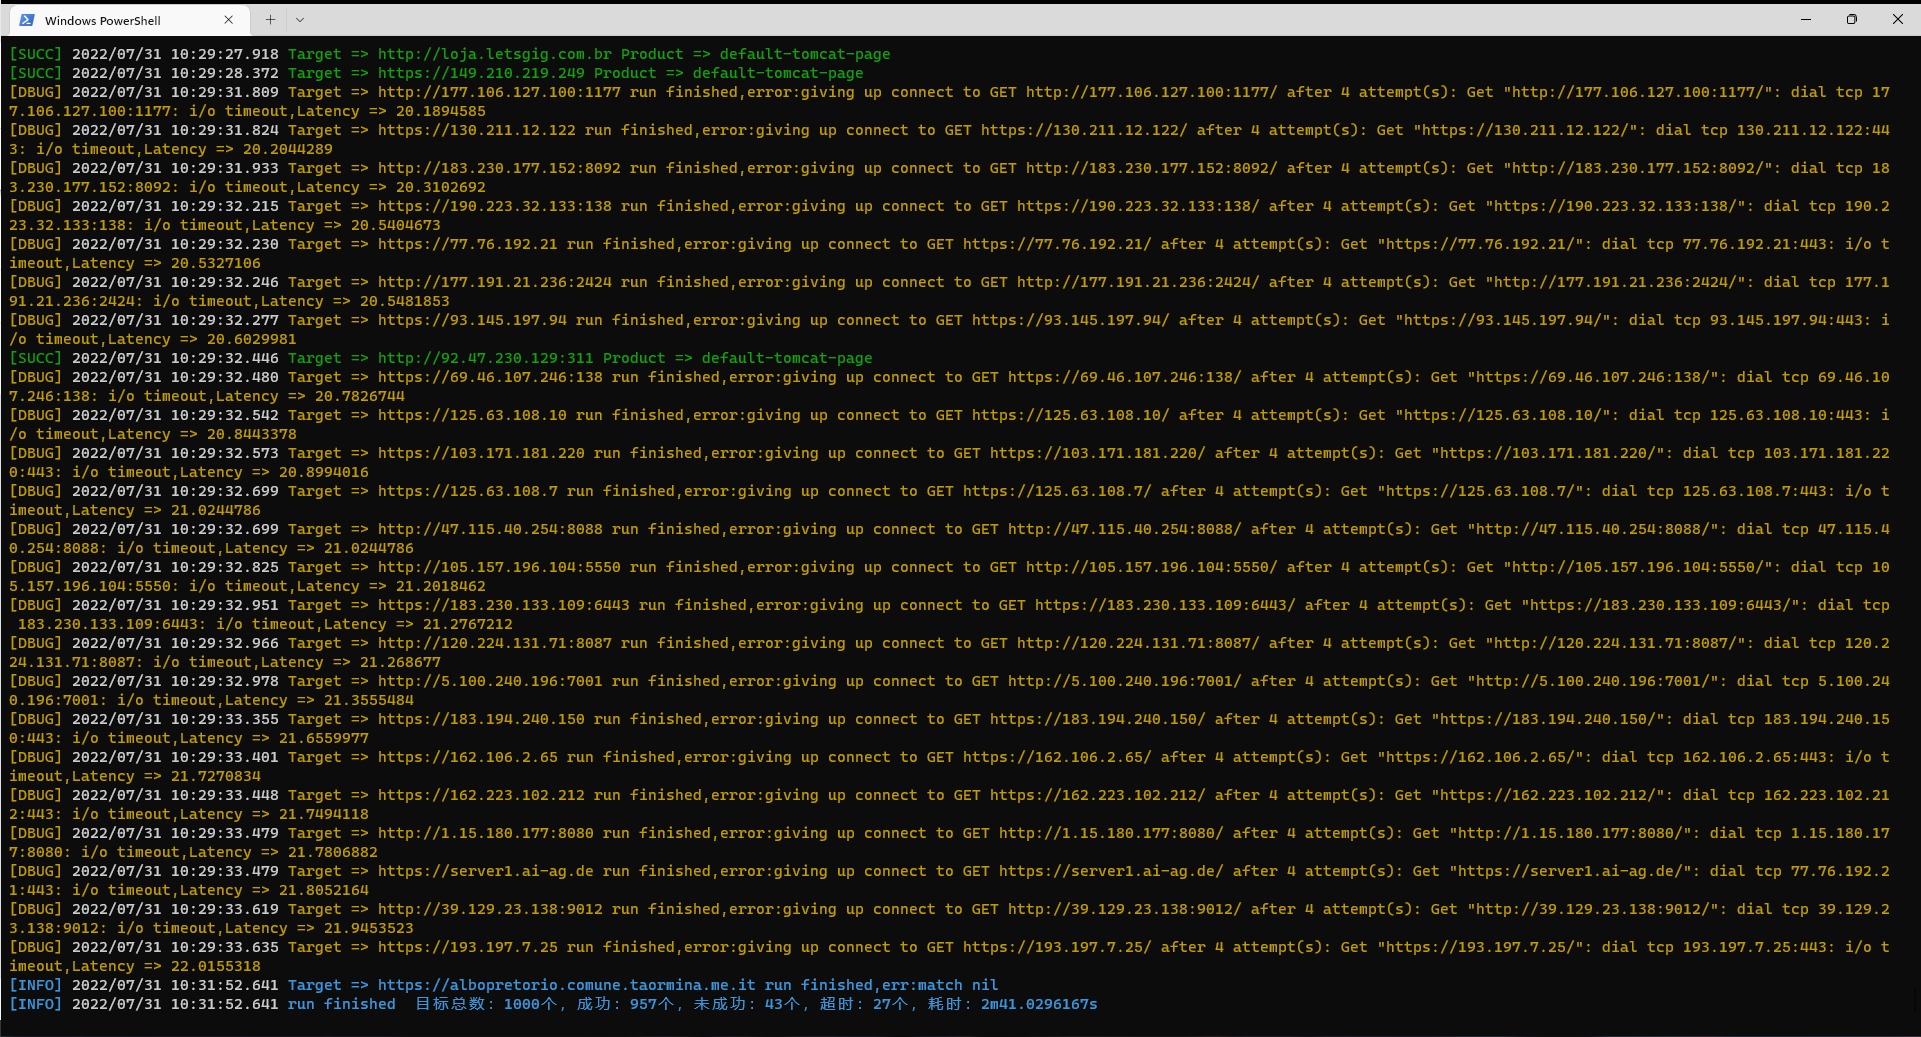 Windows PowerShell
[SUCC] 2022/07/31 10:29:27.918 Target => http://loja.letsgig.com.br Product => default-tomcat-page
[SUCC] 2022/07/31 10:29:28.372 Target => https://149.210.219.249 Product => default-tomcat-page
[DBUG] 2022/07/31 10:29:31.809 Target => http://177.106.127.100:1177 run finished,error:giving up connect to GET http://177.106.127.100:1177/ after 4 attempt(s): Get "http://177.106.127.100:1177/": dial tcp 17
7.106.127.100:1177: i/o timeout,Latency => 20.1894585
[DBUG] 2022/07/31 10:29:31.824 Target => https://130.211.12.122 run finished,error:giving up connect to GET https://130.211.12.122/ after 4 attempt(s): Get "https://130.211.12.122/": dial tcp 130.211.12.122:44
3: i/o timeout,Latency => 20.2044289
[DBUG] 2022/07/31 10:29:31.933 Target => http://183.230.177.152:8092 run finished,error:giving up connect to GET http://183.230.177.152:8092/ after 4 attempt(s): Get "http://183.230.177.152:8092/": dial tcp 18
3.230.177.152:8092: i/o timeout,Latency => 20.3102692
[DBUG] 2022/07/31 10:29:32.215 Target => https://190.223.32.133:138 run finished,error:giving up connect to GET https://190.223.32.133:138/ after 4 attempt(s): Get "https://190.223.32.133:138/": dial tcp 190.2
23.32.133:138: i/o timeout,Latency => 20.5404673
[DBUG] 2022/07/31 10:29:32.230 Target => https://77.76.192.21 run finished,error:giving up connect to GET https://77.76.192.21/ after 4 attempt(s): Get "https://77.76.192.21/": dial tcp 77.76.192.21:443: i/o t
imeout,Latency => 20.5327106
[DBUG] 2022/07/31 10:29:32.246 Target => http://177.191.21.236:2424 run finished,error:giving up connect to GET http://177.191.21.236:2424/ after 4 attempt(s): Get "http://177.191.21.236:2424/": dial tcp 177.1
91.21.236:2424: i/o timeout,Latency => 20.5481853
[DBUG] 2022/07/31 10:29:32.277 Target => https://93.145.197.94 run finished,error:giving up connect to GET https://93.145.197.94/ after 4 attempt(s): Get "https://93.145.197.94/": dial tcp 93.145.197.94:443: i
/o timeout,Latency => 20.6029981
[SUCC] 2022/07/31 10:29:32.446 Target => http://92.47.230.129:311 Product => default-tomcat-page
[DBUG] 2022/07/31 10:29:32.480 Target => https://69.46.107.246:138 run finished,error:giving up connect to GET https://69.46.107.246:138/ after 4 attempt(s): Get "https://69.46.107.246:138/": dial tcp 69.46.10
7.246:138: i/o timeout,Latency => 20.7826744
[DBUG] 2022/07/31 10:29:32.542 Target => https://125.63.108.10 run finished,error:giving up connect to GET https://125.63.108.10/ after 4 attempt(s): Get "https://125.63.108.10/": dial tcp 125.63.108.10:443: i
/o timeout,Latency => 20.8443378
[DBUG] 2022/07/31 10:29:32.573 Target => https://103.171.181.220 run finished,error:giving up connect to GET https://103.171.181.220/ after 4 attempt(s): Get "https://103.171.181.220/": dial tcp 103.171.181.22
0:443: i/o timeout,Latency => 20.8994016
[DBUG] 2022/07/31 10:29:32.699 Target => https://125.63.108.7 run finished,error:giving up connect to GET https://125.63.108.7/ after 4 attempt(s): Get "https://125.63.108.7/": dial tcp 125.63.108.7:443: i/o t
imeout,Latency => 21.0244786
[DBUG] 2022/07/31 10:29:32.699 Target => http://47.115.40.254:8088 run finished,error:giving up connect to GET http://47.115.40.254:8088/ after 4 attempt(s): Get "http://47.115.40.254:8088/": dial tcp 47.115.4
0.254:8088: i/o timeout,Latency => 21.0244786
[DBUG] 2022/07/31 10:29:32.825 Target => http://105.157.196.104:5550 run finished,error:giving up connect to GET http://105.157.196.104:5550/ after 4 attempt(s): Get "http://105.157.196.104:5550/": dial tcp 10
5.157.196.104:5550: i/o timeout,Latency => 21.2018462
[DBUG] 2022/07/31 10:29:32.951 Target => https://183.230.133.109:6443 run finished,error:giving up connect to GET https://183.230.133.109:6443/ after 4 attempt(s): Get "https://183.230.133.109:6443/": dial tcp
183.230.133.109:6443: i/o timeout,Latency => 21.2767212
[DBUG] 2022/07/31 10:29:32.966 Target => http://120.224.131.71:8087 run finished,error:giving up connect to GET http://120.224.131.71:8087/ after 4 attempt(s): Get "http://120.224.131.71:8087/": dial tcp 120.2
24.131.71:8087: i/o timeout,Latency => 21.268677
[DBUG] 2022/07/31 10:29:32.978 Target => http://5.100.240.196:7001 run finished,error:giving up connect to GET http://5.100.240.196:7001/ after 4 attempt(s): Get "http://5.100.240.196:7001/": dial tcp 5.100.24
0.196:7001: i/o timeout,Latency => 21.3555484
[DBUG] 2022/07/31 10:29:33.355 Target => https://183.194.240.150 run finished,error:giving up connect to GET https://183.194.240.150/ after 4 attempt(s): Get "https://183.194.240.150/": dial tcp 183.194.240.15
0:443: i/o timeout,Latency => 21.6559977
[DBUG] 2022/07/31 10:29:33.401 Target => https://162.106.2.65 run finished,error:giving up connect to GET https://162.106.2.65/ after 4 attempt(s): Get "https://162.106.2.65/": dial tcp 162.106.2.65:443: i/o t
imeout,Latency => 21.7270834
[DBUG] 2022/07/31 10:29:33.448 Target => https://162.223.102.212 run finished,error:giving up connect to GET https://162.223.102.212/ after 4 attempt(s): Get "https://162.223.102.212/": dial tcp 162.223.102.21
2:443: i/o timeout,Latency => 21.7494118
[DBUG] 2022/07/31 10:29:33.479 Target => http://1.15.180.177:8080 run finished,error:giving up connect to GET http://1.15.180.177:8080/ after 4 attempt(s): Get "http://1.15.180.177:8080/": dial tcp 1.15.180.17
7:8080: i/o timeout,Latency => 21.7806882
[DBUG] 2022/07/31 10:29:33.479 Target => https://server1.ai-ag.de run finished,error:giving up connect to GET https://server1.ai-ag.de/ after 4 attempt(s): Get "https://server1.ai-ag.de/": dial tcp 77.76.192.2
1:443: i/o timeout,Latency => 21.8052164
[DBUG] 2022/07/31 10:29:33.619 Target => http://39.129.23.138:9012 run finished,error:giving up connect to GET http://39.129.23.138:9012/ after 4 attempt(s): Get "http://39.129.23.138:9012/": dial tcp 39.129.2
3.138:9012: i/o timeout,Latency => 21.9453523
[DBUG] 2022/07/31 10:29:33.635 Target => https://193.197.7.25 run finished,error:giving up connect to GET https://193.197.7.25/ after 4 attempt(s): Get "https://193.197.7.25/": dial tcp 193.197.7.25:443: i/o t
imeout,Latency => 22.0155318
[INFO] 2022/07/31 10:31:52.641 Target => https://albopretorio.comune.taormina.me.it run finished,err:match nil
[INFO] 2022/07/31 10:31:52.641 run finished 目标总数: 1000个, 成功: 957个, 未成功: 43个, 超时: 27个, 耗时: 2m41.0296167s